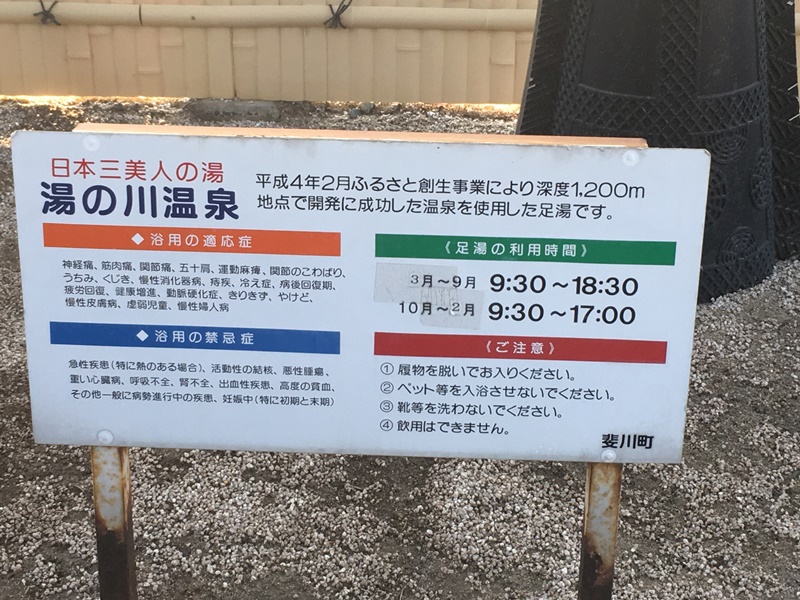 日本三美人の湯
湯の川温泉
平成4年2月ふるさと創生事業により深度1,200m
地点で開発に成功した温泉を使用した足湯です。
◆浴用の適応症
神経痛、筋肉痛、関節痛、五十肩、運動麻痺、関節のこわばり、
うちみ、くじき、慢性消化器病、痔疾、冷え症、病後回復期、
疲労回復、健康増進、動脈硬化症、きりきず、やけど、
慢性皮膚病、虚弱児童、慢性婦人病
◆浴用の禁忌症
急性疾患(特に熱のある場合)、活動性の結核、悪性腫瘍、
重い心臓病、呼吸不全、腎不全、出血性疾患、高度の貧血、
その他一般に病勢進行中の疾患、妊娠中(特に初期と末期)
《足湯の利用時間》
3月～9月 9:30～18:30
10月～2月 9:30～17:00
《ご注意》
①履物を脱いでお入りください。
②ペット等を入浴させないでください。
③靴等を洗わないでください。
④飲用はできません。
斐川町